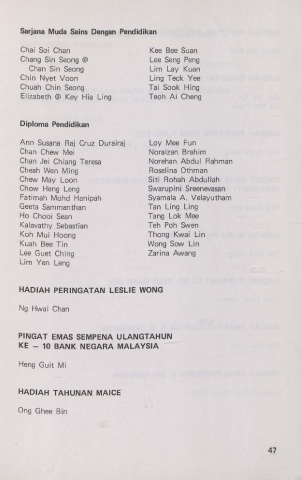 Sarjana Muda Sains Dengan Pendidikan
Chai Soi Chan
Chang Sin Seong @
Chan Sin Seong
Chin Nyet Voon
Chuah Chin Seong
Elizabeth @ Key Hia Ling
Kee Bee Suan
Lee Seng Peng
Lim Lay Kuan
Ling Teck Yee
Tai Sook Hing
Teoh Ai Cheng
Diploma Pendidikan
Ann Susana Raj Cruz Durairaj
Chan Chew Mei
Chan Jei Chiang Teresa
Cheah Wen Ming
Chew May Loon
Chow Heng Leng
Fatimah Mohd Hanipah
Geeta Sammanthan
Ho Chooi Sean
Kalavathy Sebastian
Koh Mui Hoong
Kuah Bee Tin
Lee Guet Ching
Lim Yen Leng
Loy Mee Fun
Noraizan Brahim
Norehan Abdul Rahman
Roselina Othman
Siti Rohah Abdullah
Swarupini Sreenevasan
Syamala A. Velayutham
Tan Ling Ling
Tang Lok Mee
Teh Poh Swen
Thong Kwai Lin
Wong Sow Lin
Zarina Awang
HADIAH PERINGATAN LESLIE WONG
Ng Hwai Chan
PINGAT EMAS SEMPENA ULANGTAHUN
KE – 10 BANK NEGARA MALAYSIA
Heng Guit Mi
HADIAH TAHUNAN MAICE
Ong Ghee Bin
47